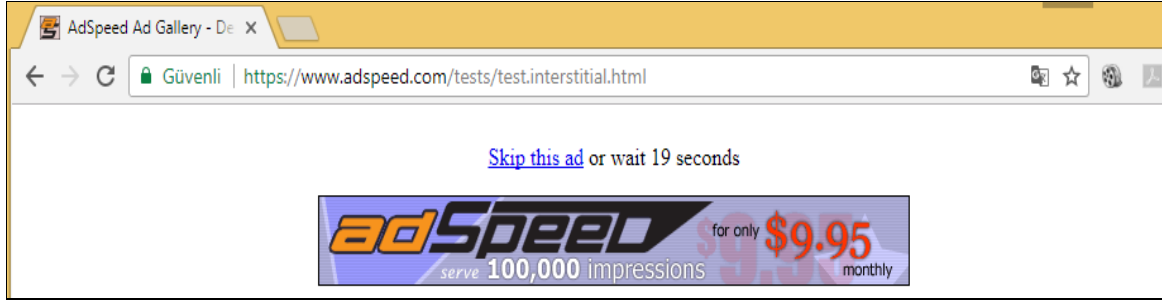 AdSpeed Ad Gallery - De
Güvenli https://www.adspeed.com/tests/test.interstitial.html
Skip this ad or wait 19 seconds
adSpeed
for only $9.95
serve 100,000 impressions
monthly